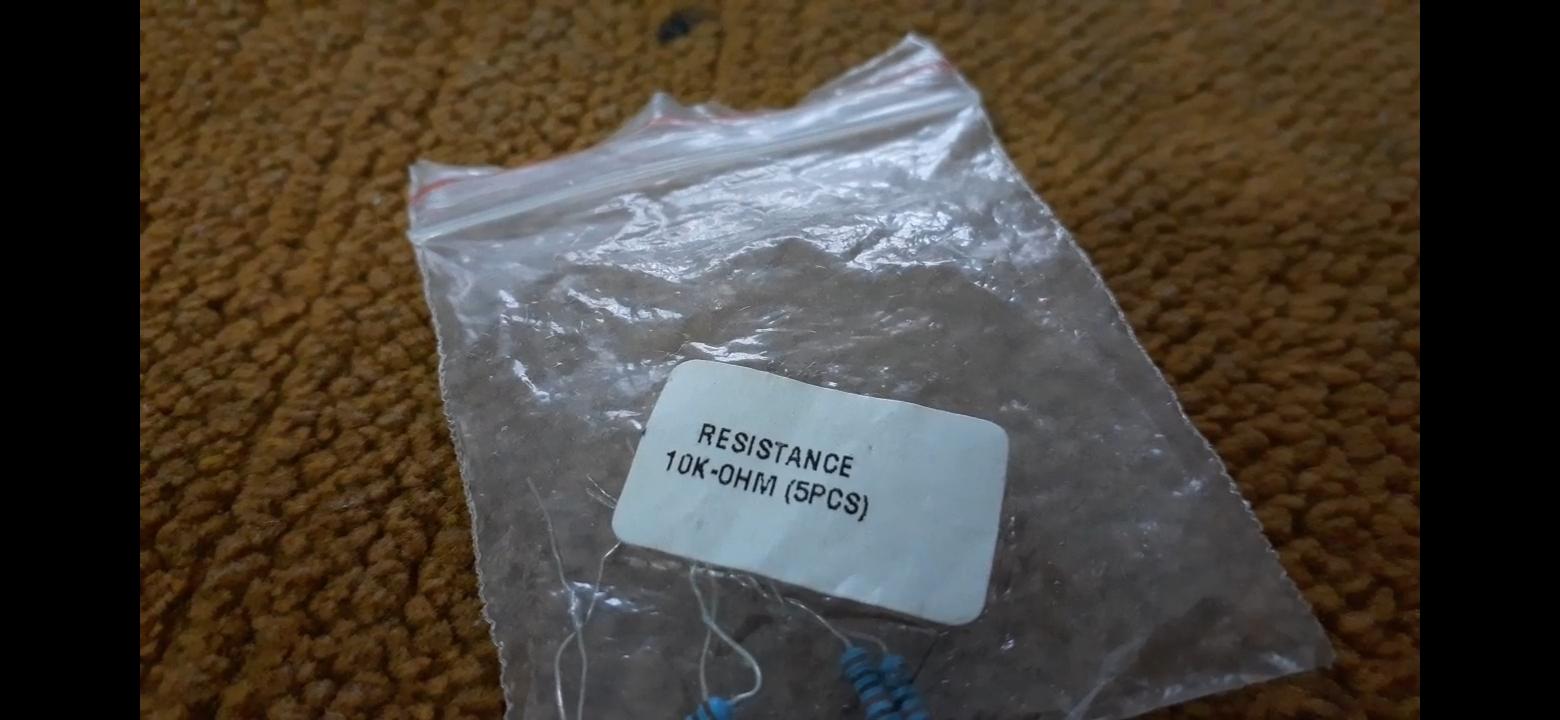 RESISTANCE
10K-OHM (5PCS)